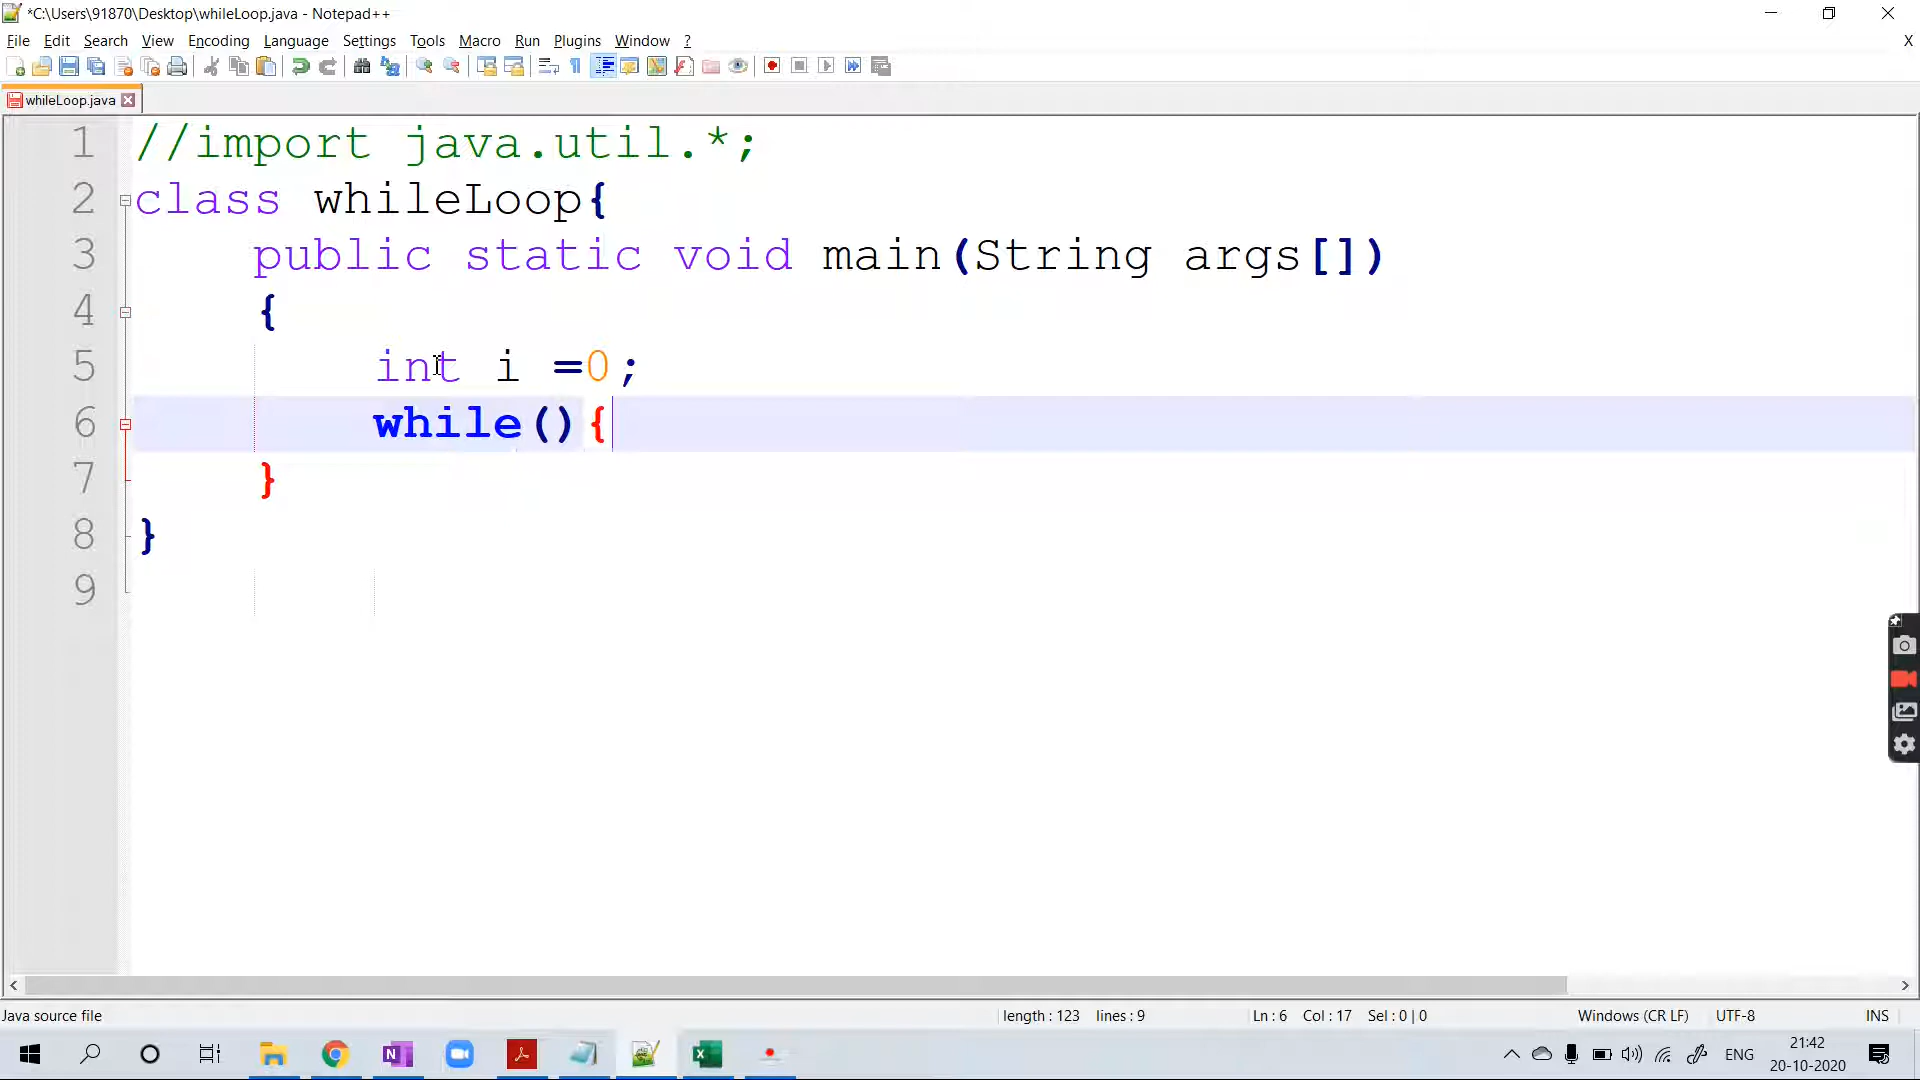 *C:\Users\91870\Desktop\whileLoop.java - Notepad++
File Edit Search View Encoding Language Settings Tools Macro Run Plugins Window ? X
whileLoop.java
1 //import java.util.*;
2 class whileLoop{
3 public static void main(String args[])
4 {
5 int i =0;
6 while(){
7 }
8 }
9
Java source file length : 123 lines : 9 Ln : 6 Col : 17 Sel : 0 | 0 Windows (CR LF) UTF-8 INS
ENG 21:42
20-10-2020